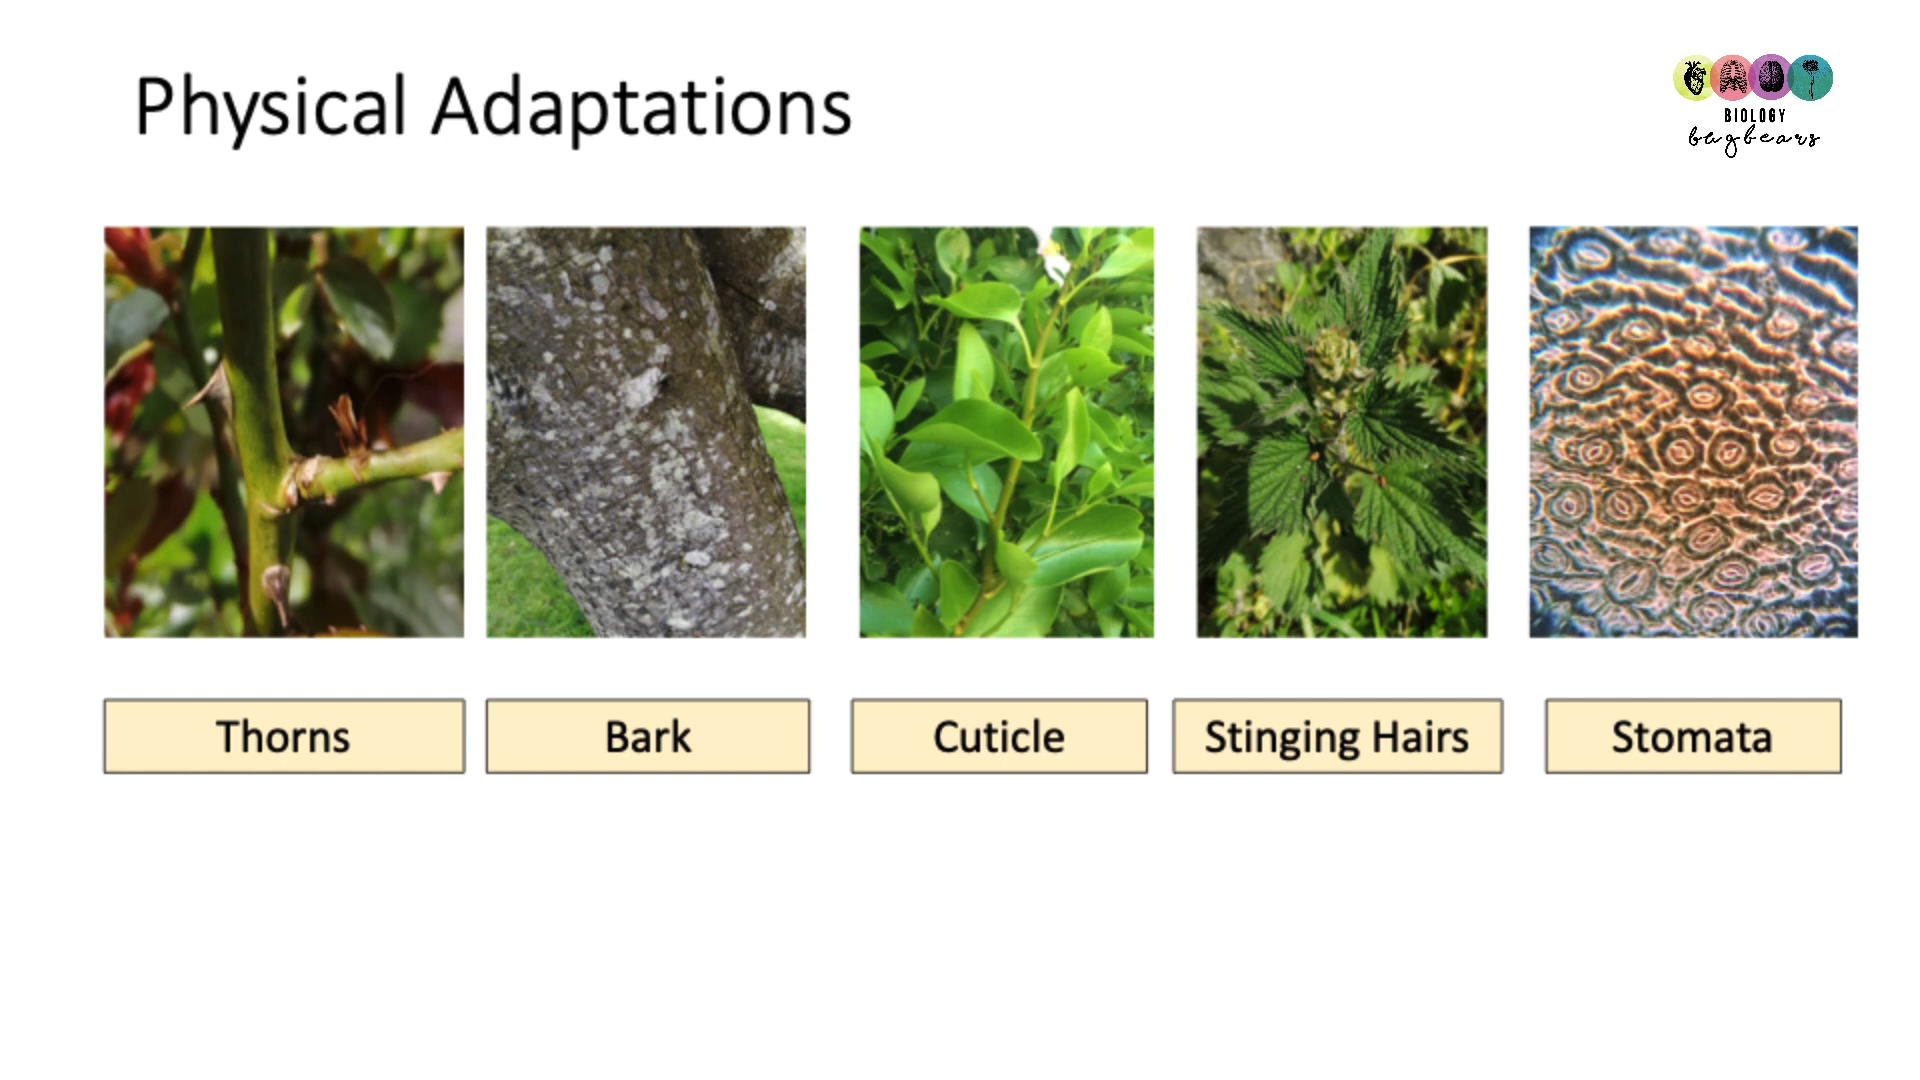 Physical Adaptations
BIOLOGY
bugbears
Thorns
Bark
Cuticle
Stinging Hairs
Stomata